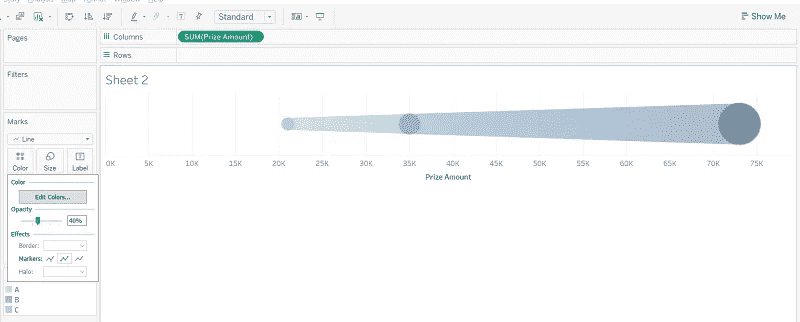 Standard
Show Me
Pages
Columns
SUM(Prize Amount)
Rows
Filters
Sheet 2
Marks
Line
Color
Size
Label
0K 5K 10K 15K 20K 25K 30K 35K 40K 45K 50K 55K 60K 65K 70K 75K
Prize Amount
Color
Edit Colors...
Opacity
40%
Effects
Border:
Markers:
Halo:
A
B
C